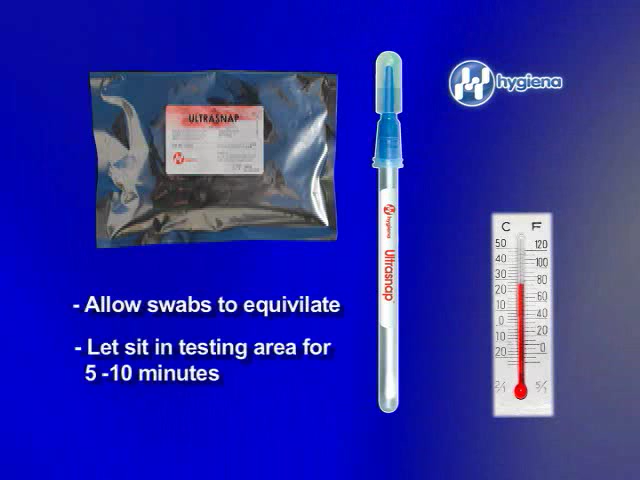 ULTRASNAP
hygiena
hygiena
Ultrasnap
C F
50 120
40 100
30 80
20 60
10 40
0 20
10 0
20
- Allow swabs to equivilate
- Let sit in testing area for
5 -10 minutes